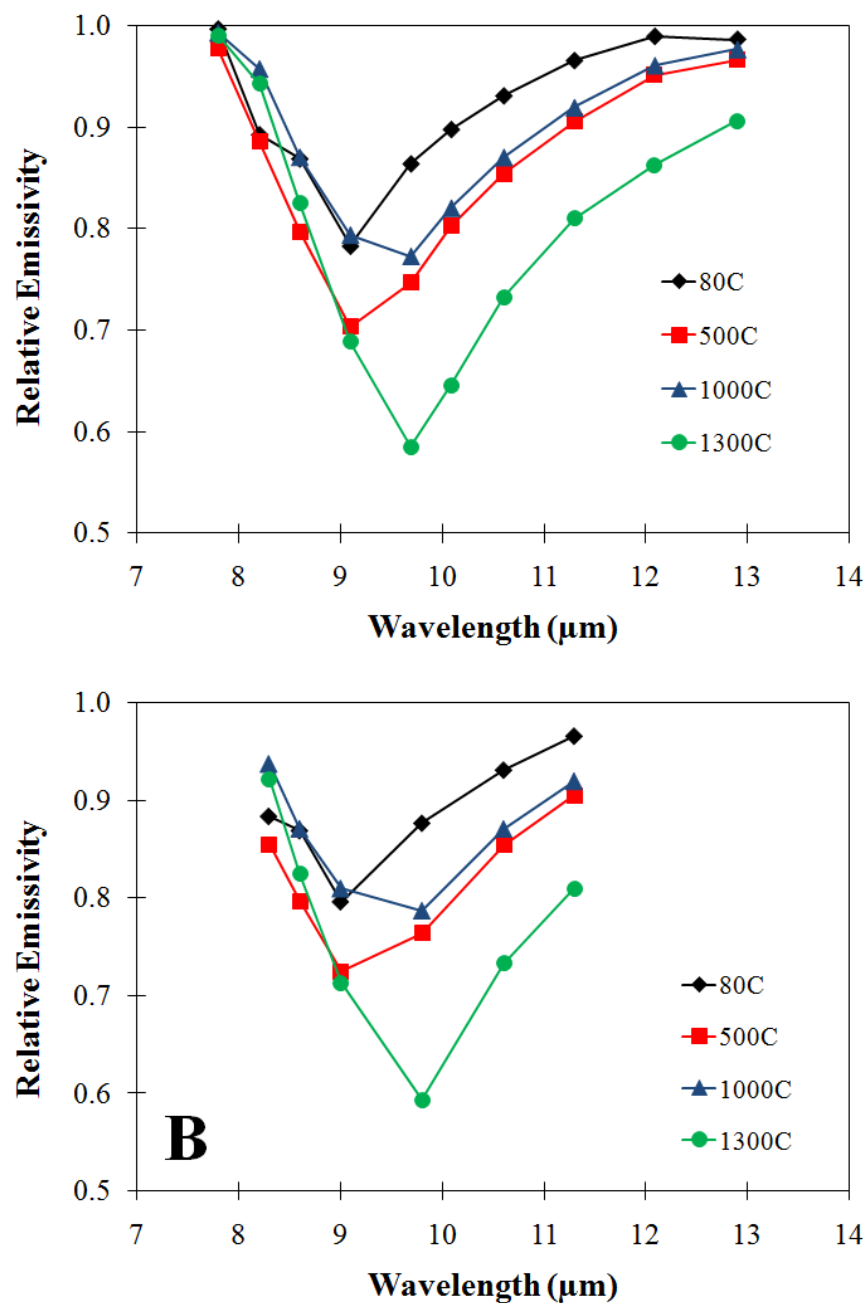 1.0
0.9
0.8
0.7
0.6
0.5
Relative Emissivity
80C
500C
1000C
1300C
7 8 9 10 11 12 13 14
Wavelength (µm)
1.0
0.9
0.8
0.7
0.6
0.5
Relative Emissivity
80C
500C
1000C
1300C
B
7 8 9 10 11 12 13 14
Wavelength (µm)